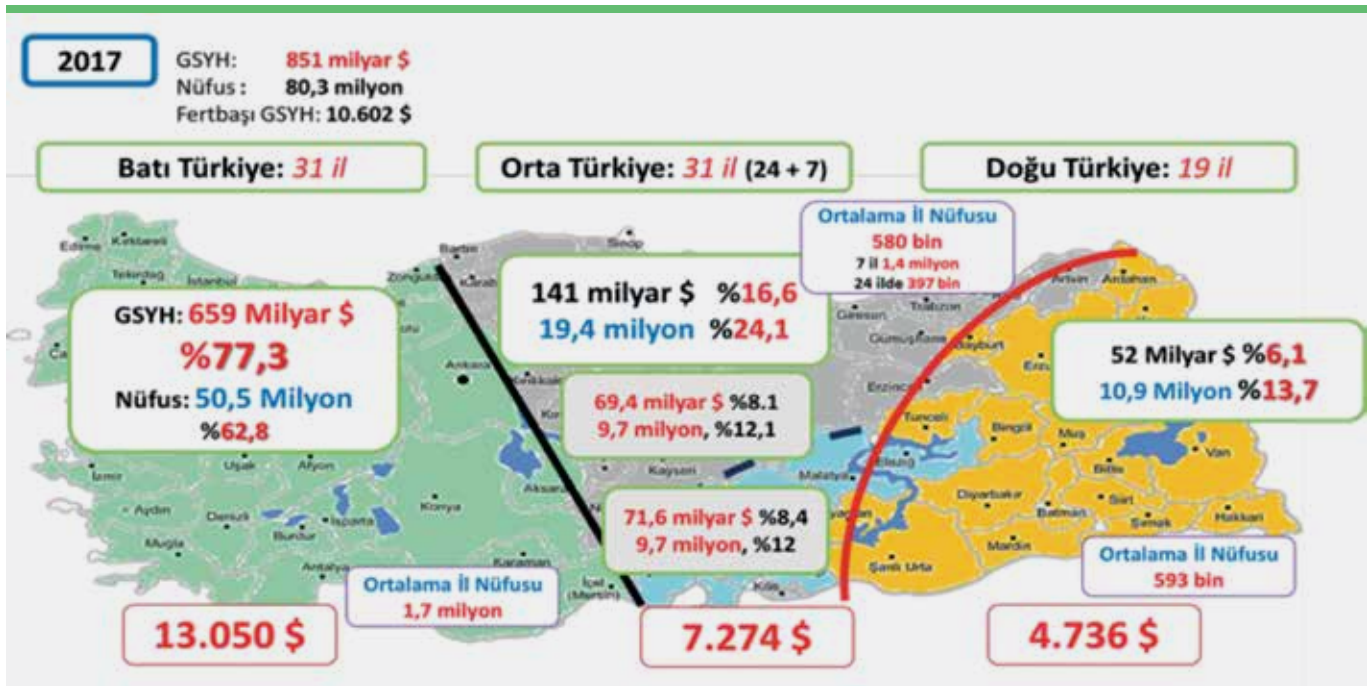 2017
GSYH: 851 milyar $
Nüfus : 80,3 milyon
Fertbaşı GSYH: 10.602 $
Batı Türkiye: 31 il
Orta Türkiye: 31 il (24 + 7)
Doğu Türkiye: 19 il
Ortalama İl Nüfusu
580 bin
7 il 1,4 milyon
24 ilde 397 bin
Edirne
Kırklareli
Tekirdağ
İstanbul
Bartın
Sinop
Zongul
Karab
Artvin
Ardahan
Trabzon
Giresun
Gümüşhane
Bayburt
Erzu
GSYH: 659 Milyar $
%77,3
Nüfus: 50,5 Milyon
%62,8
141 milyar $ %16,6
19,4 milyon %24,1
52 Milyar $ %6,1
10,9 Milyon %13,7
Ankara
Kırıkkale
Erzincan
69,4 milyar $ %8.1
9,7 milyon, %12,1
Tunceli
Bingöl
Muş
Van
Bitlis
Elazığ
Malatya
Kayseri
İzmir
Uşak
Afyon
Aksara
Konya
Aydın
Denizli
Isparta
Burdur
Muğla
Antalya
Karaman
İçel
(Mersin)
71,6 milyar $ %8,4
9,7 milyon, %12
Diyarbakır
Batman
Siirt
Şırnak
Hakkari
Mardin
Şanlı Urfa
Kilis
Ortalama İl Nüfusu
1,7 milyon
Ortalama İl Nüfusu
593 bin
13.050 $
7.274 $
4.736 $